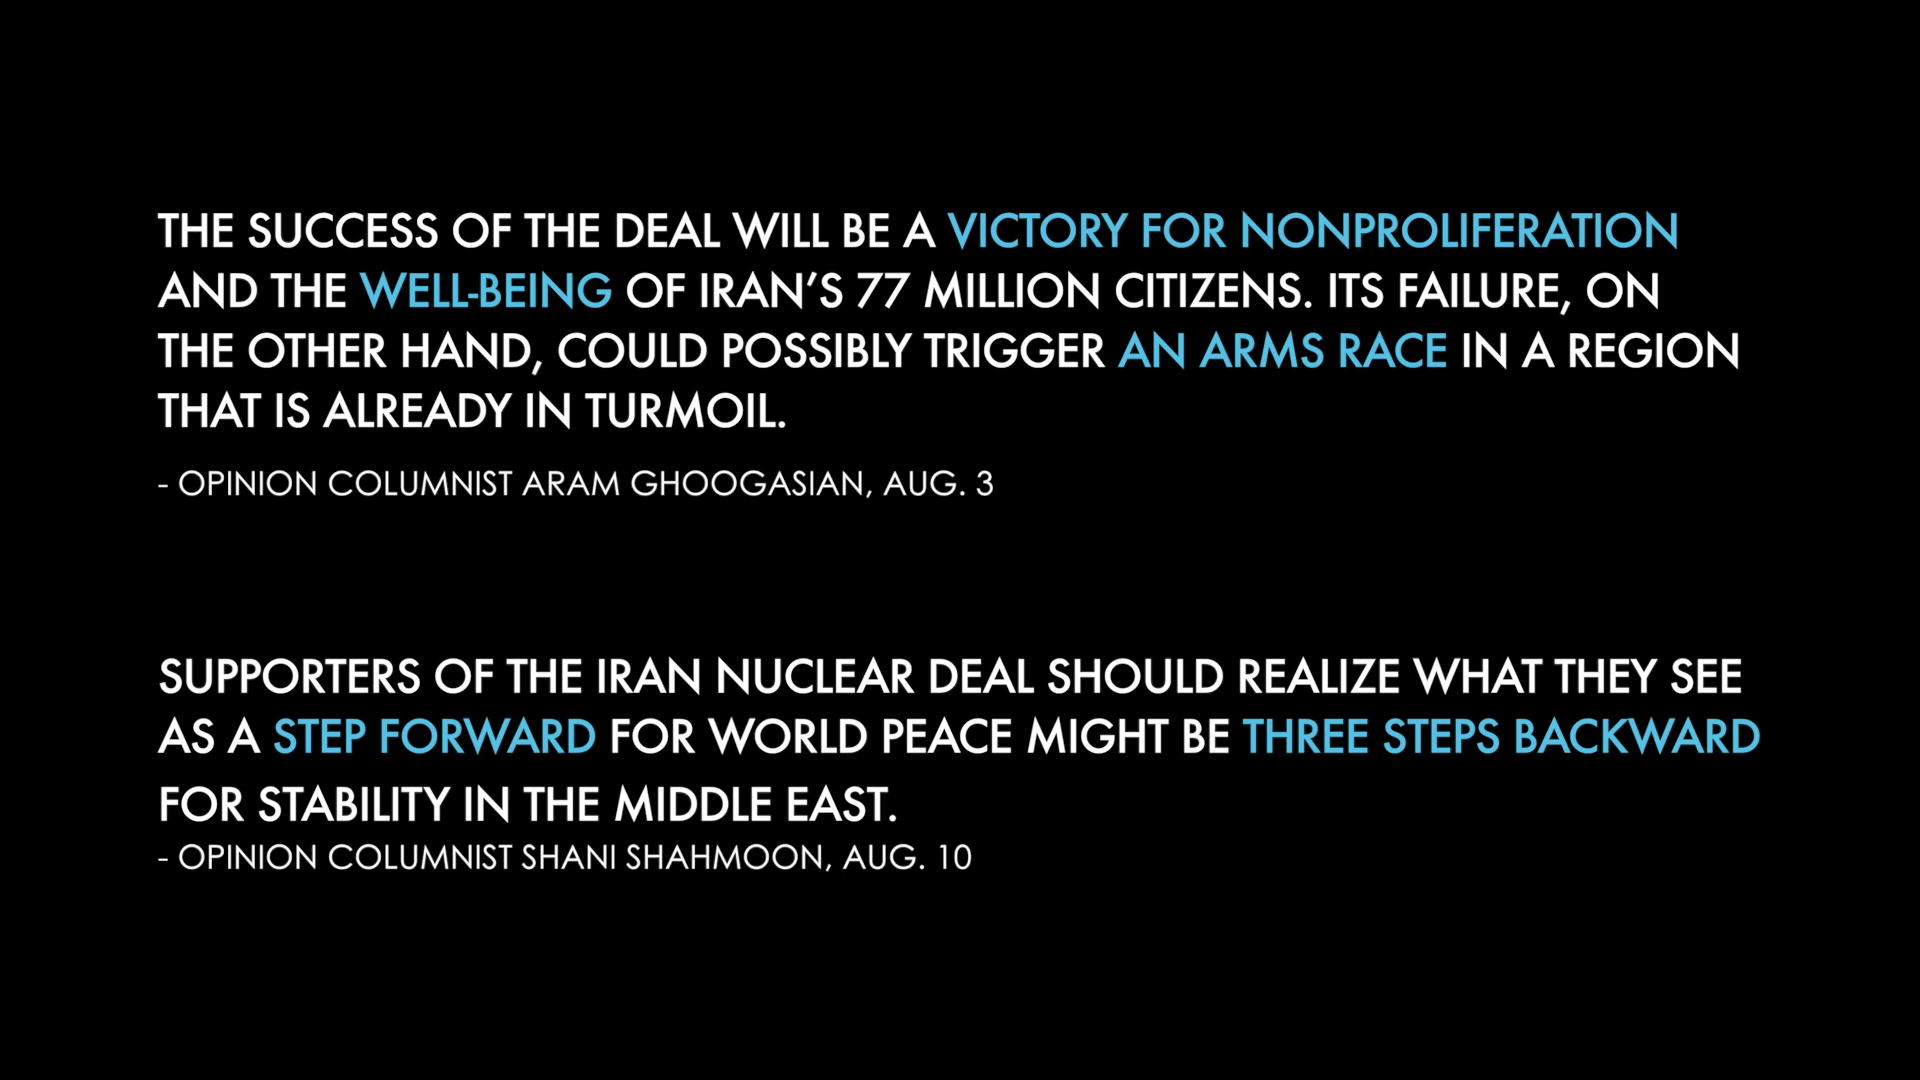 THE SUCCESS OF THE DEAL WILL BE A VICTORY FOR NONPROLIFERATION
AND THE WELL-BEING OF IRAN’S 77 MILLION CITIZENS. ITS FAILURE, ON
THE OTHER HAND, COULD POSSIBLY TRIGGER AN ARMS RACE IN A REGION
THAT IS ALREADY IN TURMOIL.
- OPINION COLUMNIST ARAM GHOOGASIAN, AUG. 3
SUPPORTERS OF THE IRAN NUCLEAR DEAL SHOULD REALIZE WHAT THEY SEE
AS A STEP FORWARD FOR WORLD PEACE MIGHT BE THREE STEPS BACKWARD
FOR STABILITY IN THE MIDDLE EAST.
- OPINION COLUMNIST SHANI SHAHMOON, AUG. 10